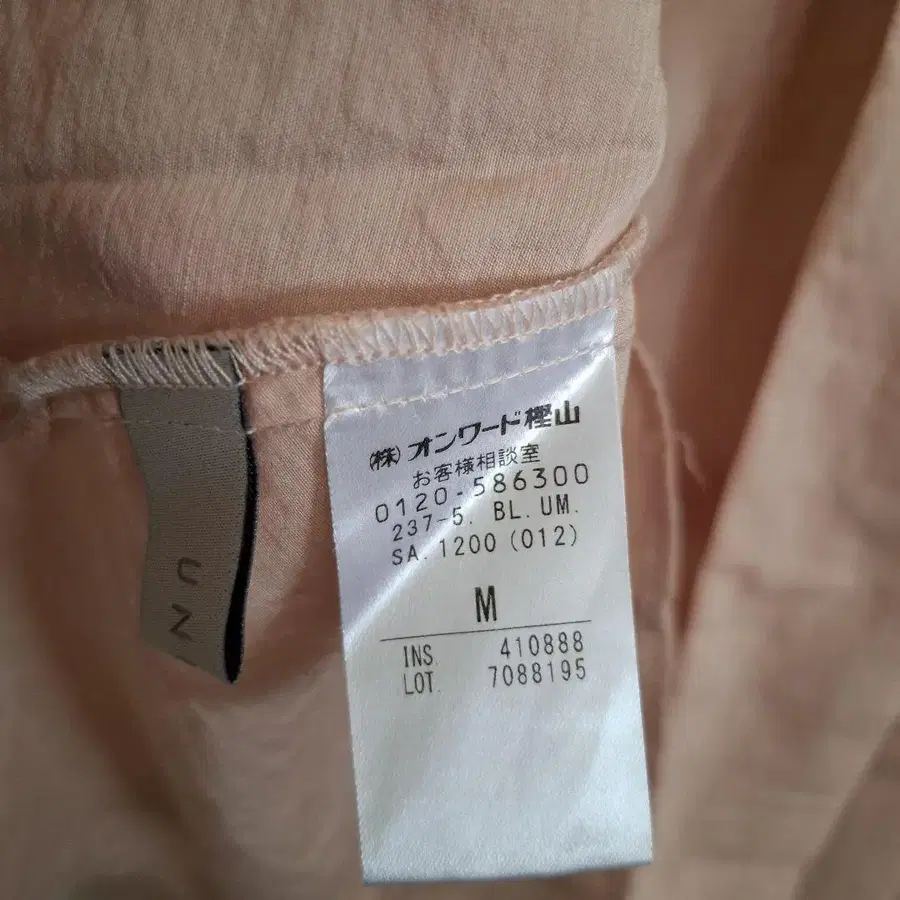 (株)オンワード樫山
お客様相談室
0120-586300
237-5. BL. UM.
SA. 1200 (012)
M
INS. 410888
LOT. 7088195
UN